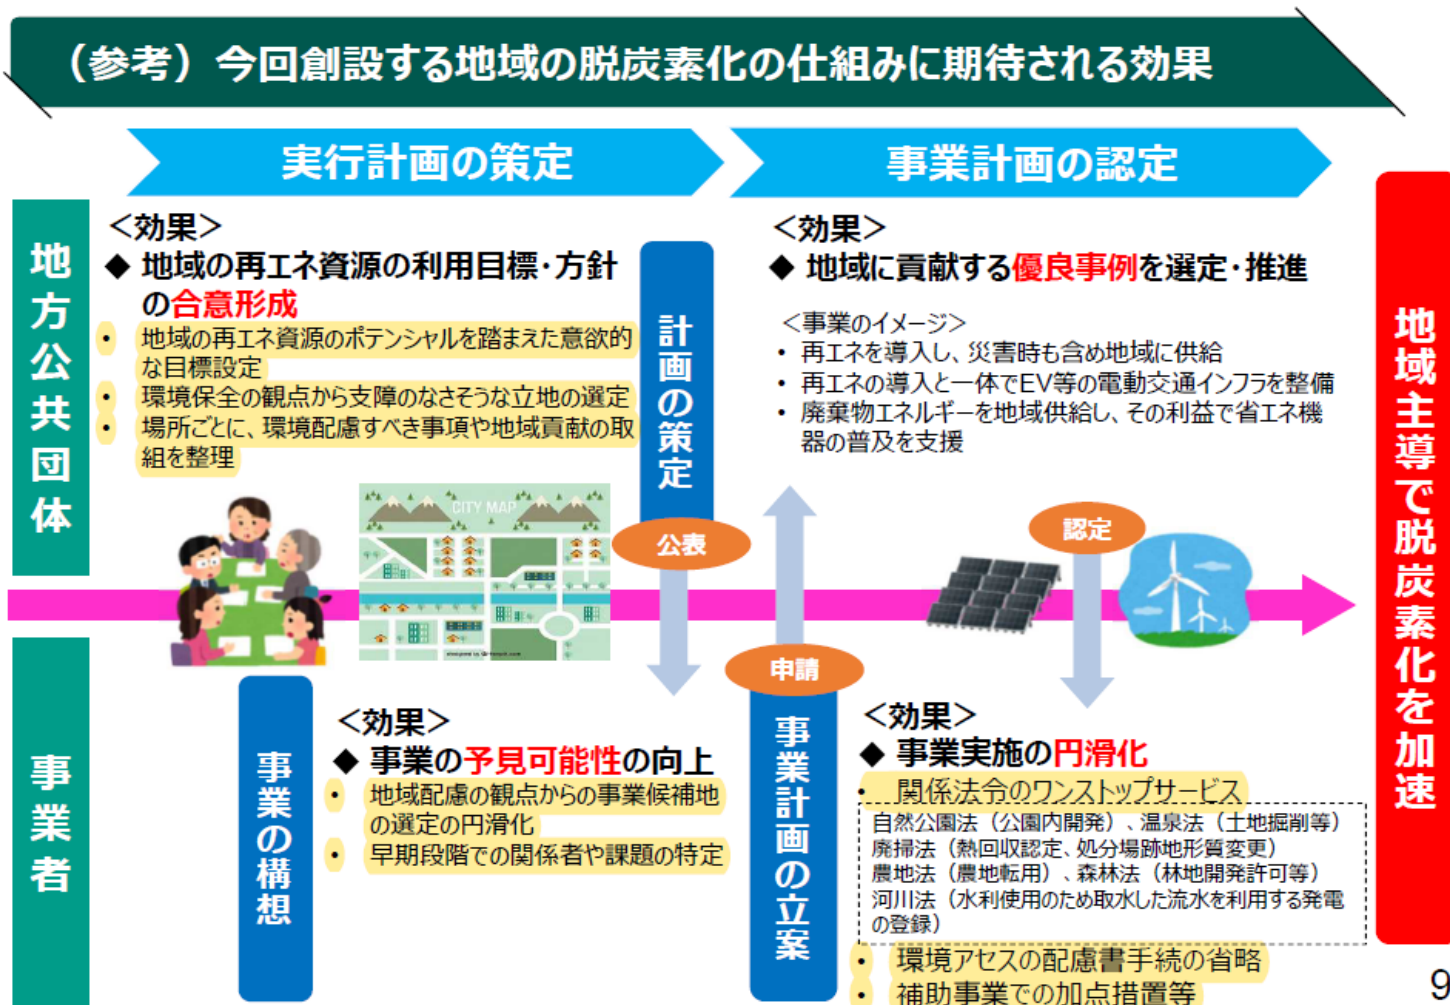 （参考）今回創設する地域の脱炭素化の仕組みに期待される効果
実行計画の策定
事業計画の認定
地方公共団体
＜効果＞
◆ 地域の再エネ資源の利用目標・方針
の合意形成
• 地域の再エネ資源のポテンシャルを踏まえた意欲的
な目標設定
• 環境保全の観点から支障のなさそうな立地の選定
• 場所ごとに、環境配慮すべき事項や地域貢献の取
組を整理
計画の策定
公表
＜効果＞
◆ 地域に貢献する優良事例を選定・推進
＜事業のイメージ＞
• 再エネを導入し、災害時も含め地域に供給
• 再エネの導入と一体でEV等の電動交通インフラを整備
• 廃棄物エネルギーを地域供給し、その利益で省エネ機
器の普及を支援
CITY MAP
認定
申請
事業者
事業の構想
＜効果＞
◆ 事業の予見可能性の向上
• 地域配慮の観点からの事業候補地
の選定の円滑化
• 早期段階での関係者や課題の特定
事業計画の立案
＜効果＞
◆ 事業実施の円滑化
• 関係法令のワンストップサービス
自然公園法（公園内開発）、温泉法（土地掘削等）
廃掃法（熱回収認定、処分場跡地形質変更）
農地法（農地転用）、森林法（林地開発許可等）
河川法（水利使用のため取水した流水を利用する発電
の登録）
• 環境アセスの配慮書手続の省略
• 補助事業での加点措置等
地域主導で脱炭素化を加速
9